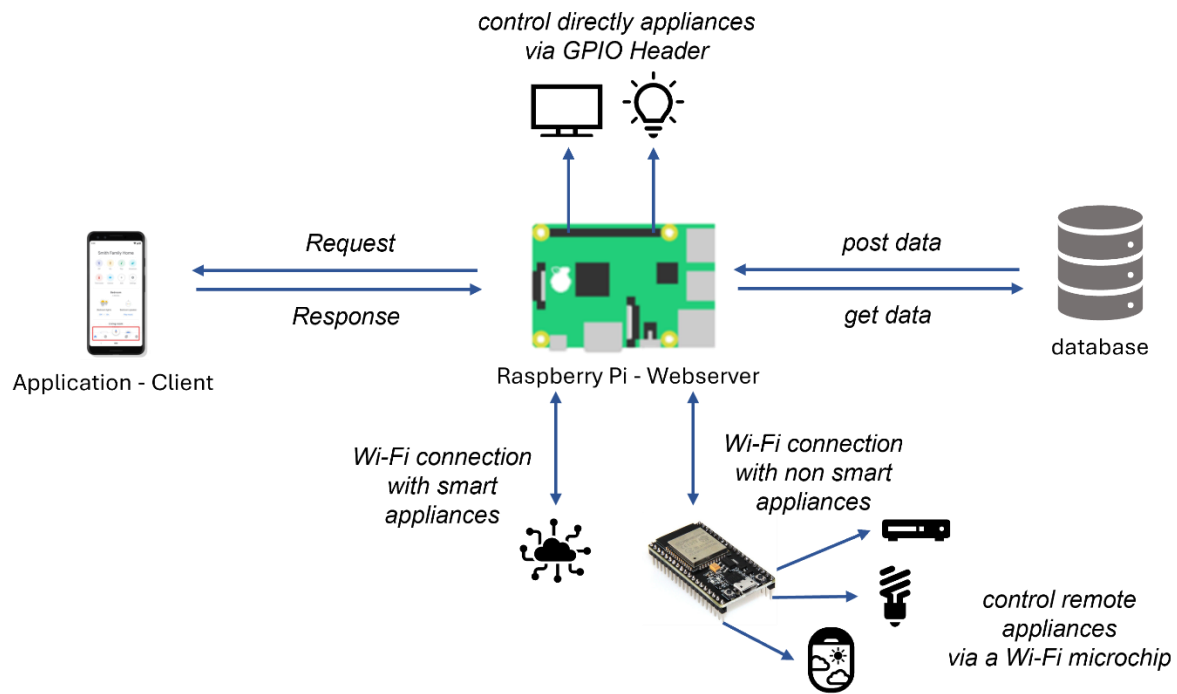 control directly appliances
via GPIO Header
Request
Response
post data
get data
Application - Client
Raspberry Pi - Webserver
database
Wi-Fi connection
with smart
appliances
Wi-Fi connection
with non smart
appliances
control remote
appliances
via a Wi-Fi microchip